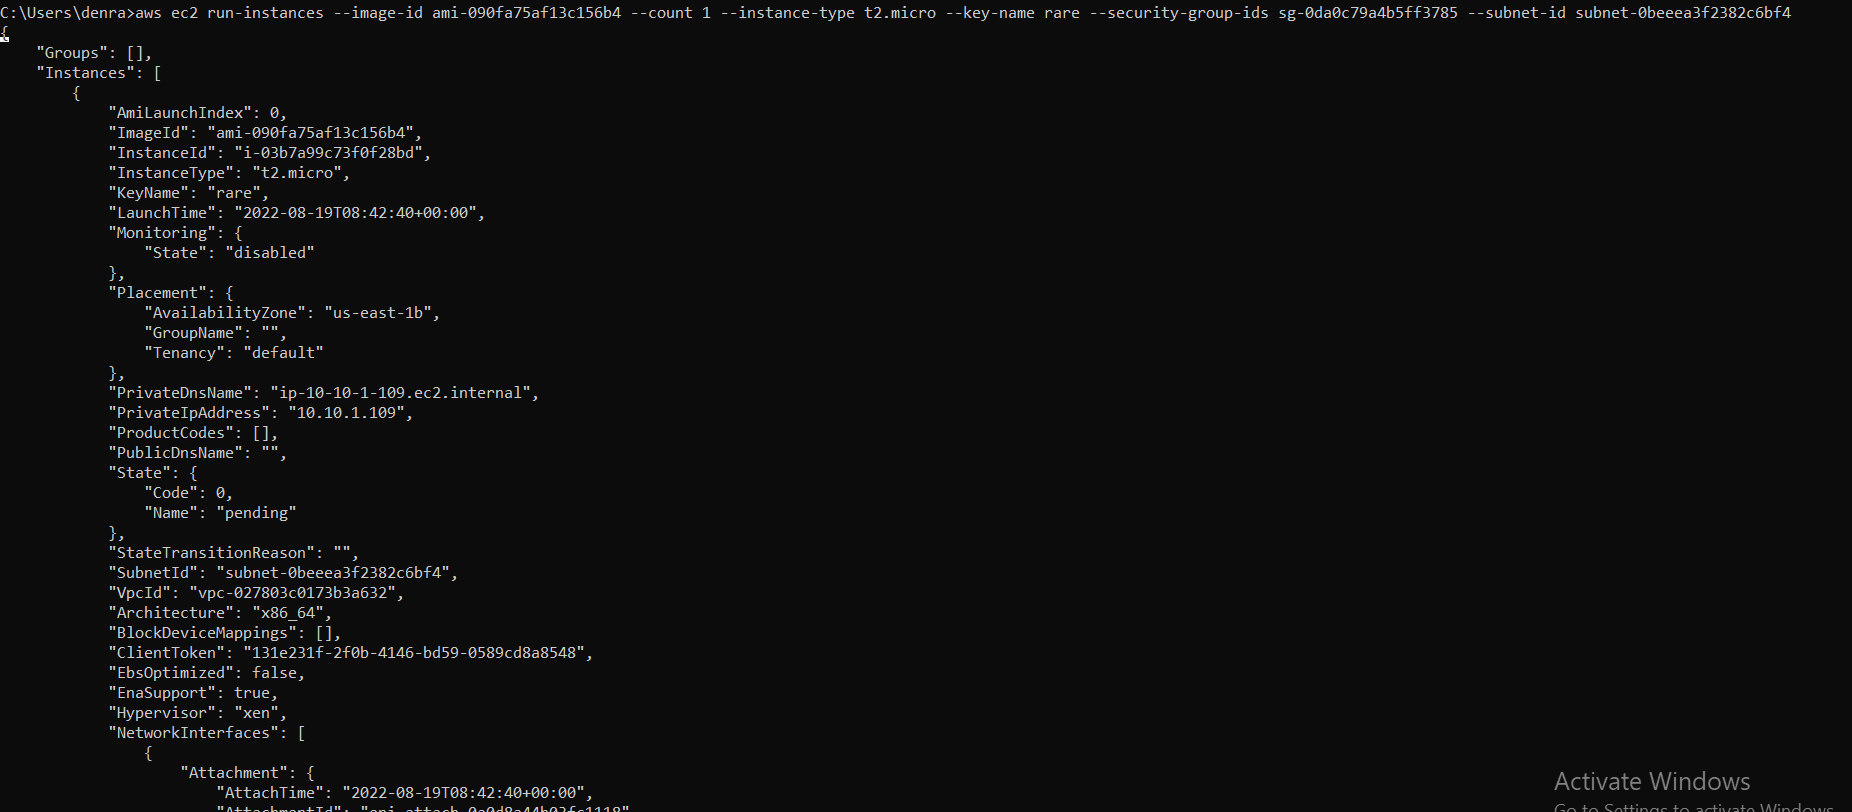 C:\Users\denra>aws ec2 run-instances --image-id ami-090fa75af13c156b4 --count 1 --instance-type t2.micro --key-name rare --security-group-ids sg-0da0c79a4b5ff3785 --subnet-id subnet-0beeea3f2382c6bf4
{
    "Groups": [],
    "Instances": [
        {
            "AmiLaunchIndex": 0,
            "ImageId": "ami-090fa75af13c156b4",
            "InstanceId": "i-03b7a99c73f0f28bd",
            "InstanceType": "t2.micro",
            "KeyName": "rare",
            "LaunchTime": "2022-08-19T08:42:40+00:00",
            "Monitoring": {
                "State": "disabled"
            },
            "Placement": {
                "AvailabilityZone": "us-east-1b",
                "GroupName": "",
                "Tenancy": "default"
            },
            "PrivateDnsName": "ip-10-10-1-109.ec2.internal",
            "PrivateIpAddress": "10.10.1.109",
            "ProductCodes": [],
            "PublicDnsName": "",
            "State": {
                "Code": 0,
                "Name": "pending"
            },
            "StateTransitionReason": "",
            "SubnetId": "subnet-0beeea3f2382c6bf4",
            "VpcId": "vpc-027803c0173b3a632",
            "Architecture": "x86_64",
            "BlockDeviceMappings": [],
            "ClientToken": "131e231f-2f0b-4146-bd59-0589cd8a8548",
            "EbsOptimized": false,
            "EnaSupport": true,
            "Hypervisor": "xen",
            "NetworkInterfaces": [
                {
                    "Attachment": {
                        "AttachTime": "2022-08-19T08:42:40+00:00",
                        "AttachmentId":
Activate Windows
Go to Settings to activate Windows.